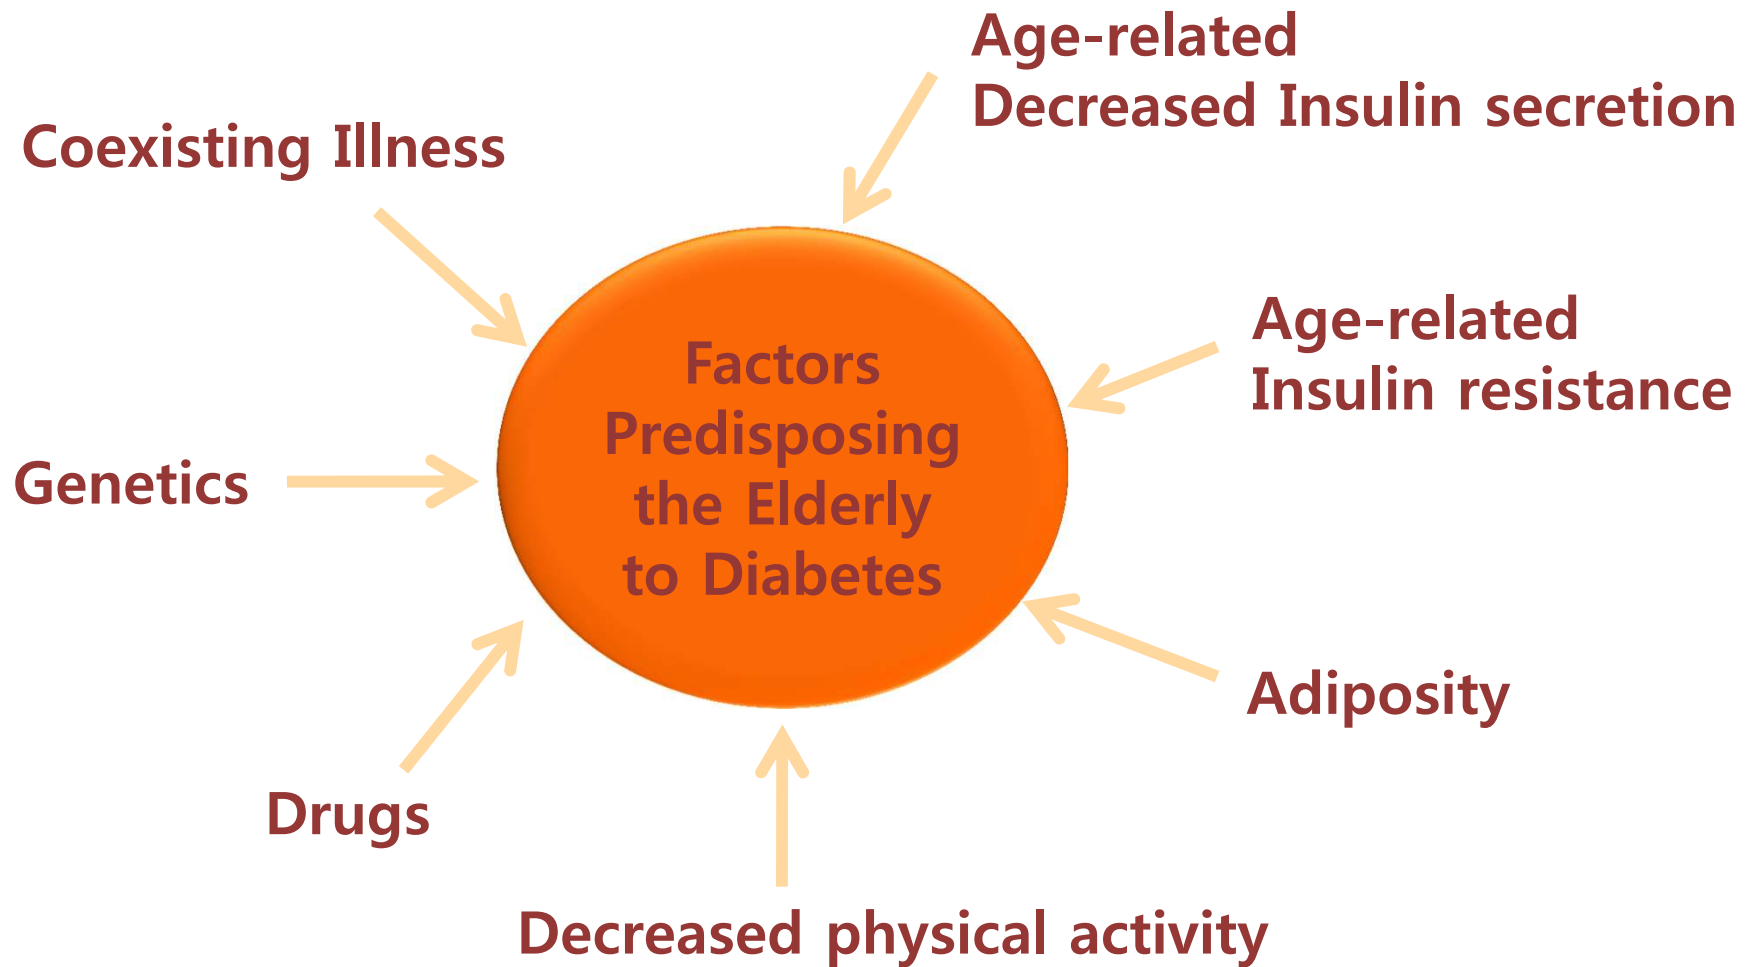 Age-related
Decreased Insulin secretion
Coexisting Illness
Age-related
Insulin resistance
Factors
Predisposing
the Elderly
to Diabetes
Genetics
Adiposity
Drugs
Decreased physical activity